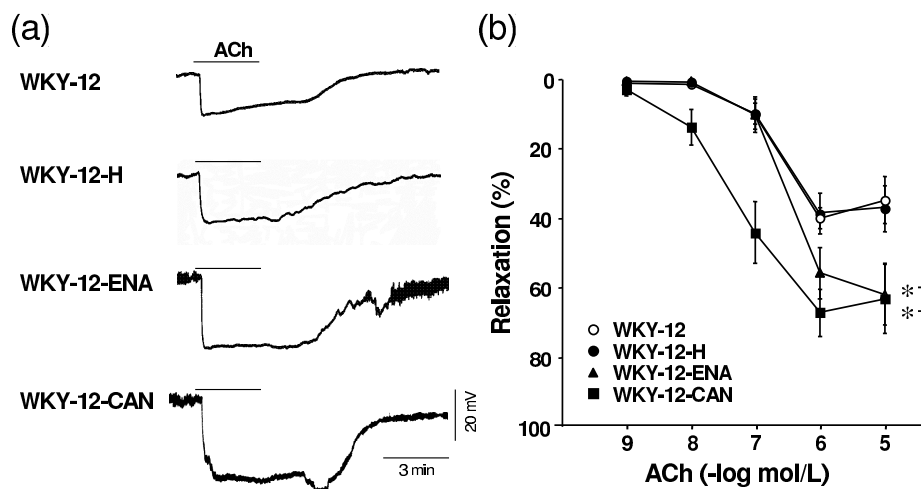 (a)
ACh
WKY-12
WKY-12-H
WKY-12-ENA
WKY-12-CAN
20 mV
3 min
(b)
0
20
40
60
80
100
Relaxation (%)
*
*
WKY-12
WKY-12-H
WKY-12-ENA
WKY-12-CAN
9 8 7 6 5
ACh (-log mol/L)